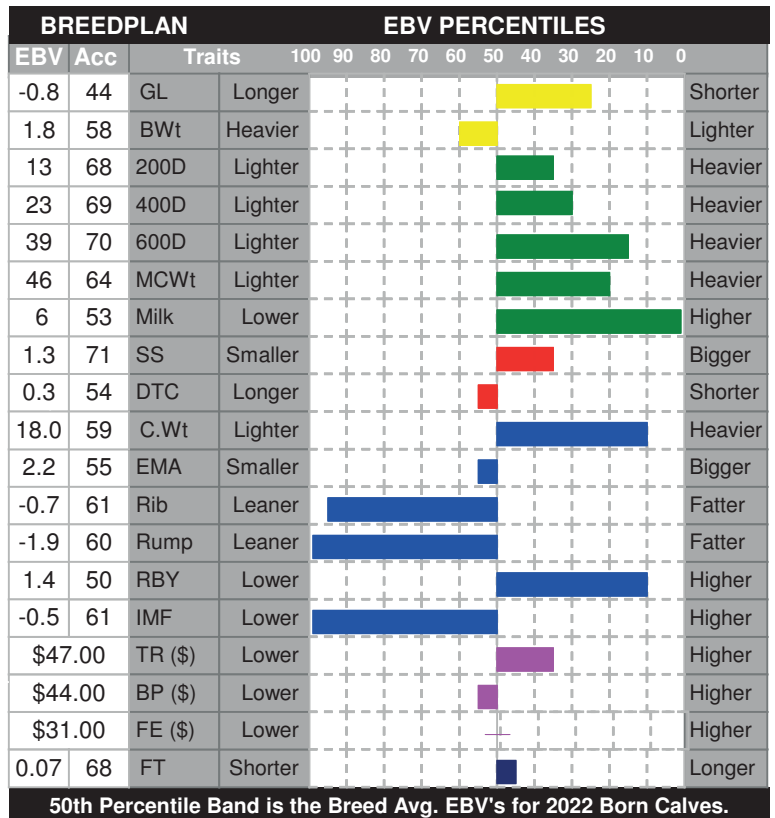 BREEDPLAN EBV PERCENTILES
EBV Acc Traits 100 90 80 70 60 50 40 30 20 10 0
-0.8 44 GL Longer Shorter
1.8 58 BWt Heavier Lighter
13 68 200D Lighter Heavier
23 69 400D Lighter Heavier
39 70 600D Lighter Heavier
46 64 MCWt Lighter Heavier
6 53 Milk Lower Higher
1.3 71 SS Smaller Bigger
0.3 54 DTC Longer Shorter
18.0 59 C.Wt Lighter Heavier
2.2 55 EMA Smaller Bigger
-0.7 61 Rib Leaner Fatter
-1.9 60 Rump Leaner Fatter
1.4 50 RBY Lower Higher
-0.5 61 IMF Lower Higher
$47.00 TR ($) Lower Higher
$44.00 BP ($) Lower Higher
$31.00 FE ($) Lower Higher
0.07 68 FT Shorter Longer
50th Percentile Band is the Breed Avg. EBV's for 2022 Born Calves.